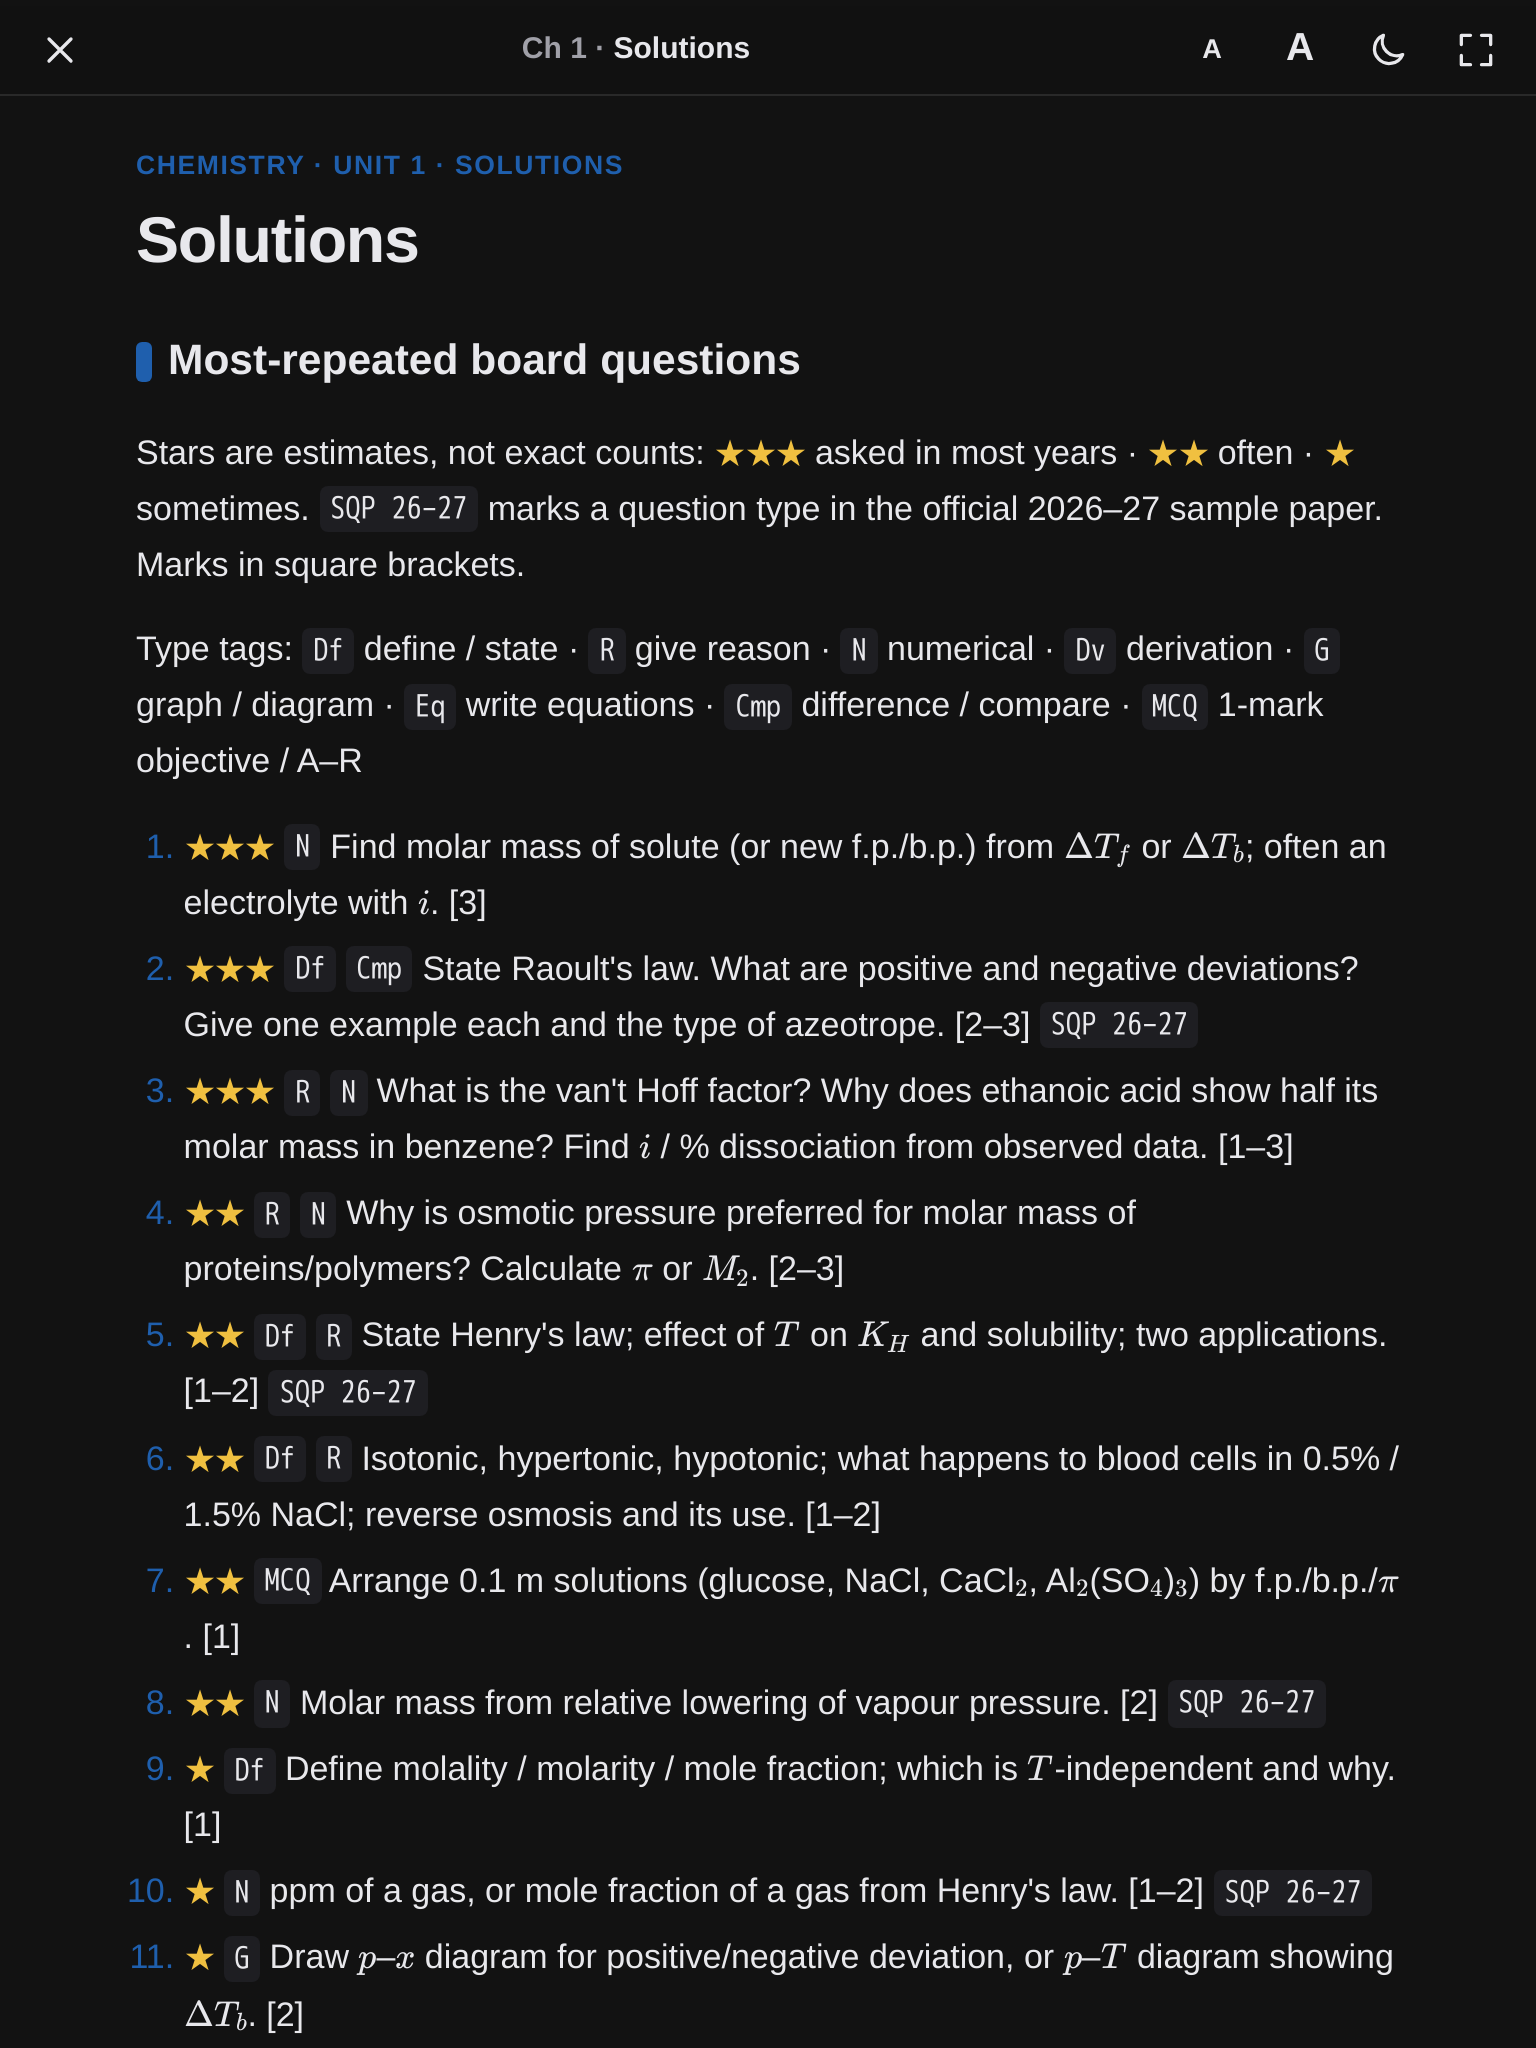 Ch 1 · Solutions
A A
CHEMISTRY · UNIT 1 · SOLUTIONS
Solutions
Most-repeated board questions
Stars are estimates, not exact counts: ★★★ asked in most years · ★★ often · ★
sometimes. SQP 26–27 marks a question type in the official 2026–27 sample paper.
Marks in square brackets.
Type tags: Df define / state · R give reason · N numerical · Dv derivation · G
graph / diagram · Eq write equations · Cmp difference / compare · MCQ 1-mark
objective / A–R
1. ★★★ N Find molar mass of solute (or new f.p./b.p.) from ΔT_f or ΔT_b; often an
electrolyte with i. [3]
2. ★★★ Df Cmp State Raoult's law. What are positive and negative deviations?
Give one example each and the type of azeotrope. [2–3] SQP 26–27
3. ★★★ R N What is the van't Hoff factor? Why does ethanoic acid show half its
molar mass in benzene? Find i / % dissociation from observed data. [1–3]
4. ★★ R N Why is osmotic pressure preferred for molar mass of
proteins/polymers? Calculate π or M₂. [2–3]
5. ★★ Df R State Henry's law; effect of T on K_H and solubility; two applications.
[1–2] SQP 26–27
6. ★★ Df R Isotonic, hypertonic, hypotonic; what happens to blood cells in 0.5% /
1.5% NaCl; reverse osmosis and its use. [1–2]
7. ★★ MCQ Arrange 0.1 m solutions (glucose, NaCl, CaCl₂, Al₂(SO₄)₃) by f.p./b.p./π
. [1]
8. ★★ N Molar mass from relative lowering of vapour pressure. [2] SQP 26–27
9. ★ Df Define molality / molarity / mole fraction; which is T-independent and why.
[1]
10. ★ N ppm of a gas, or mole fraction of a gas from Henry's law. [1–2] SQP 26–27
11. ★ G Draw p–x diagram for positive/negative deviation, or p–T diagram showing
ΔT_b. [2]